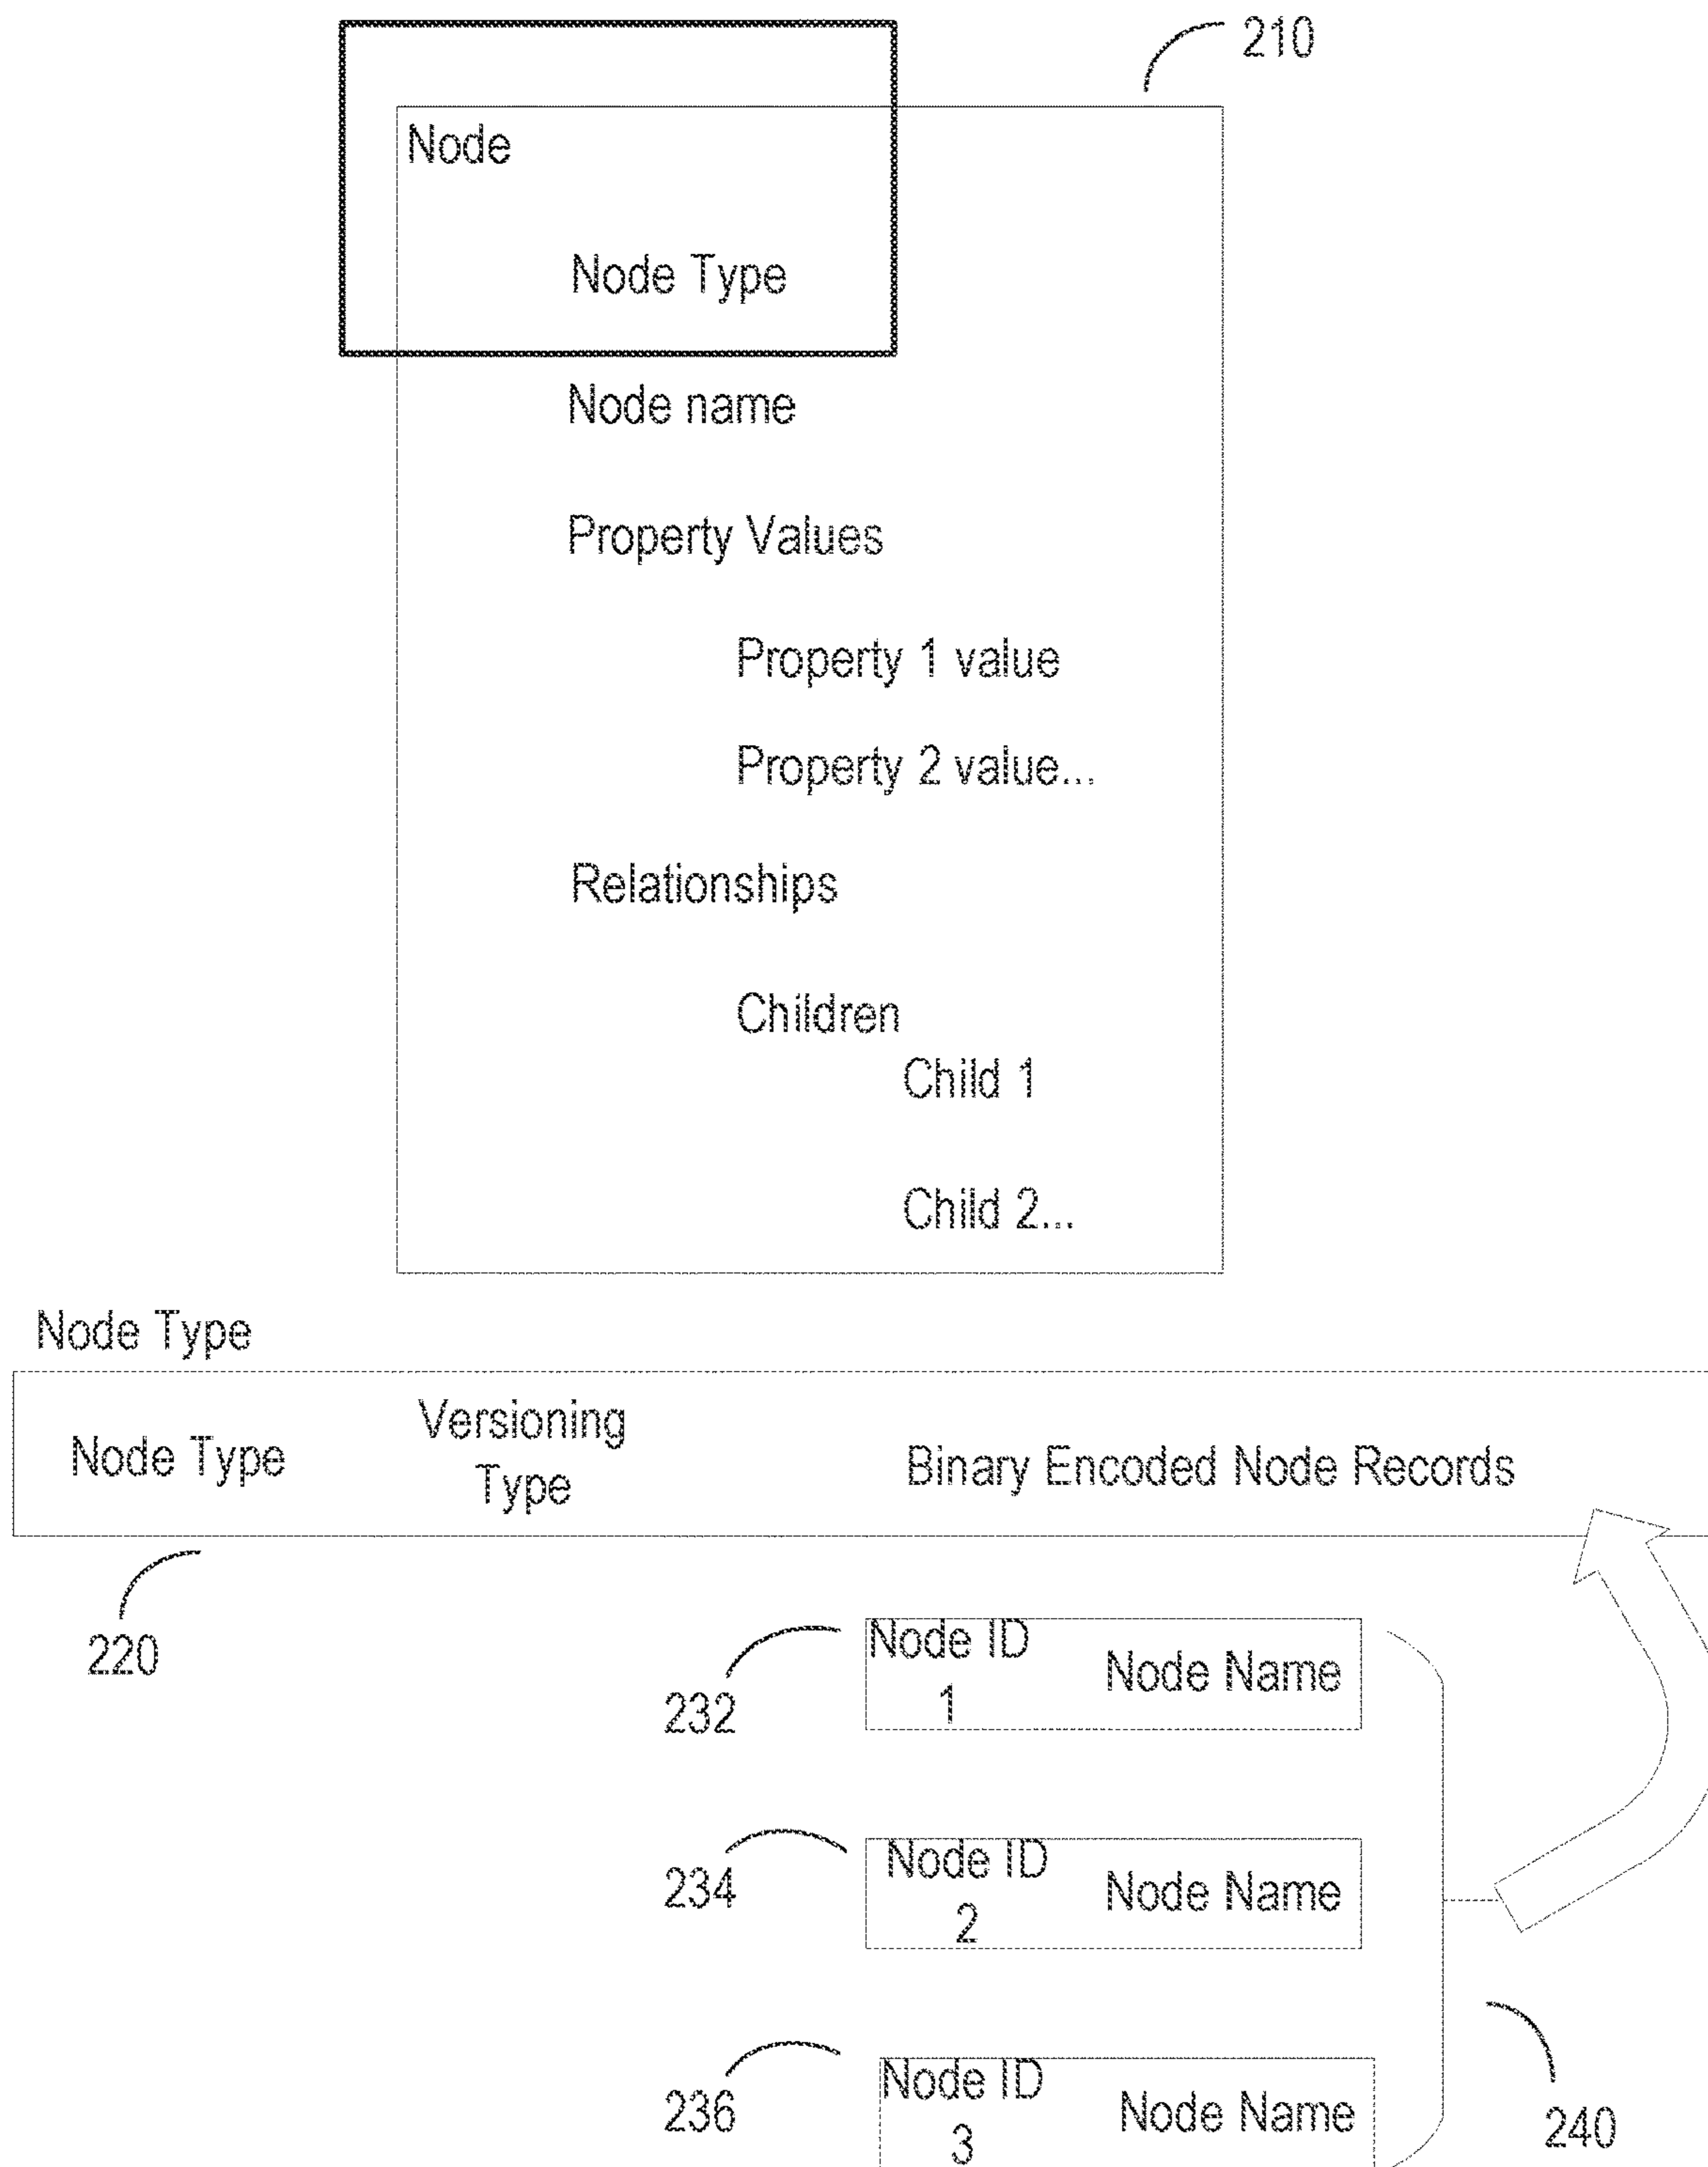 210
Node
Node Type
Node name
Property Values
Property 1 value
Property 2 value...
Relationships
Children
Child 1
Child 2...
Node Type
Node Type
Versioning
Type
Binary Encoded Node Records
220
232
Node ID
1
Node Name
234
Node ID
2
Node Name
236
Node ID
3
Node Name
240